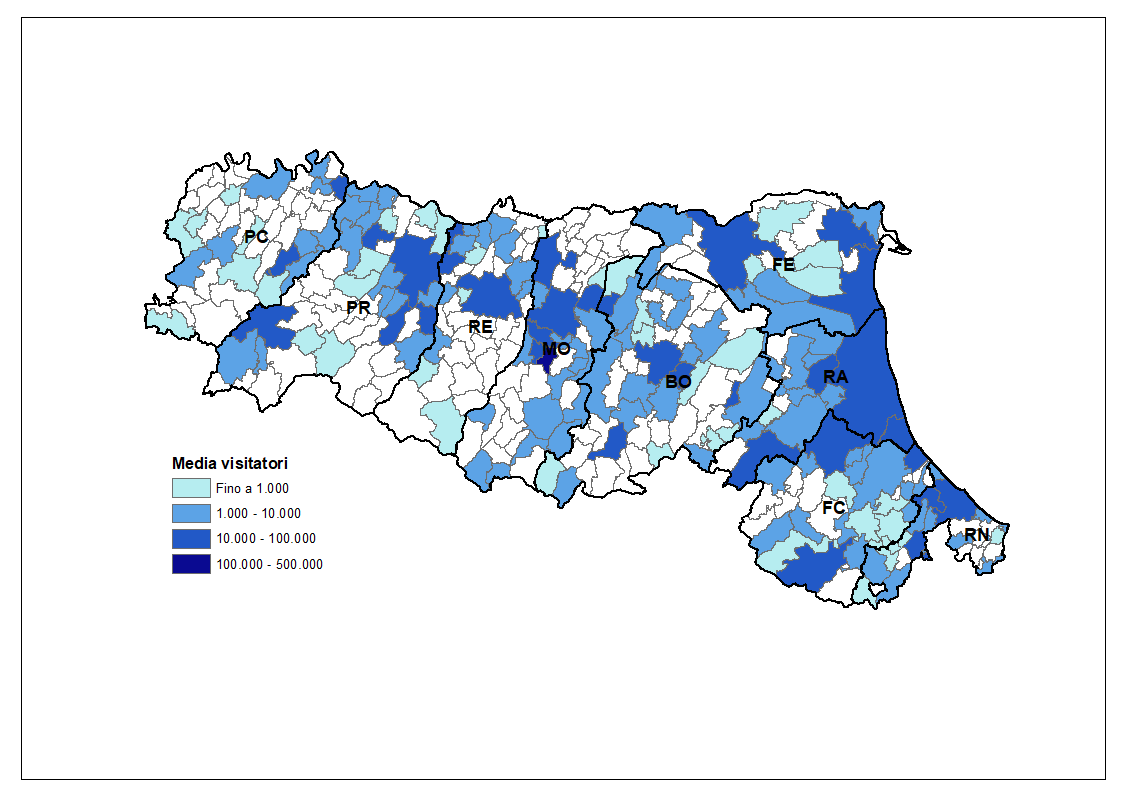 PC
PR
RE
MO
BO
FE
RA
FC
RN
Media visitatori
Fino a 1.000
1.000 - 10.000
10.000 - 100.000
100.000 - 500.000